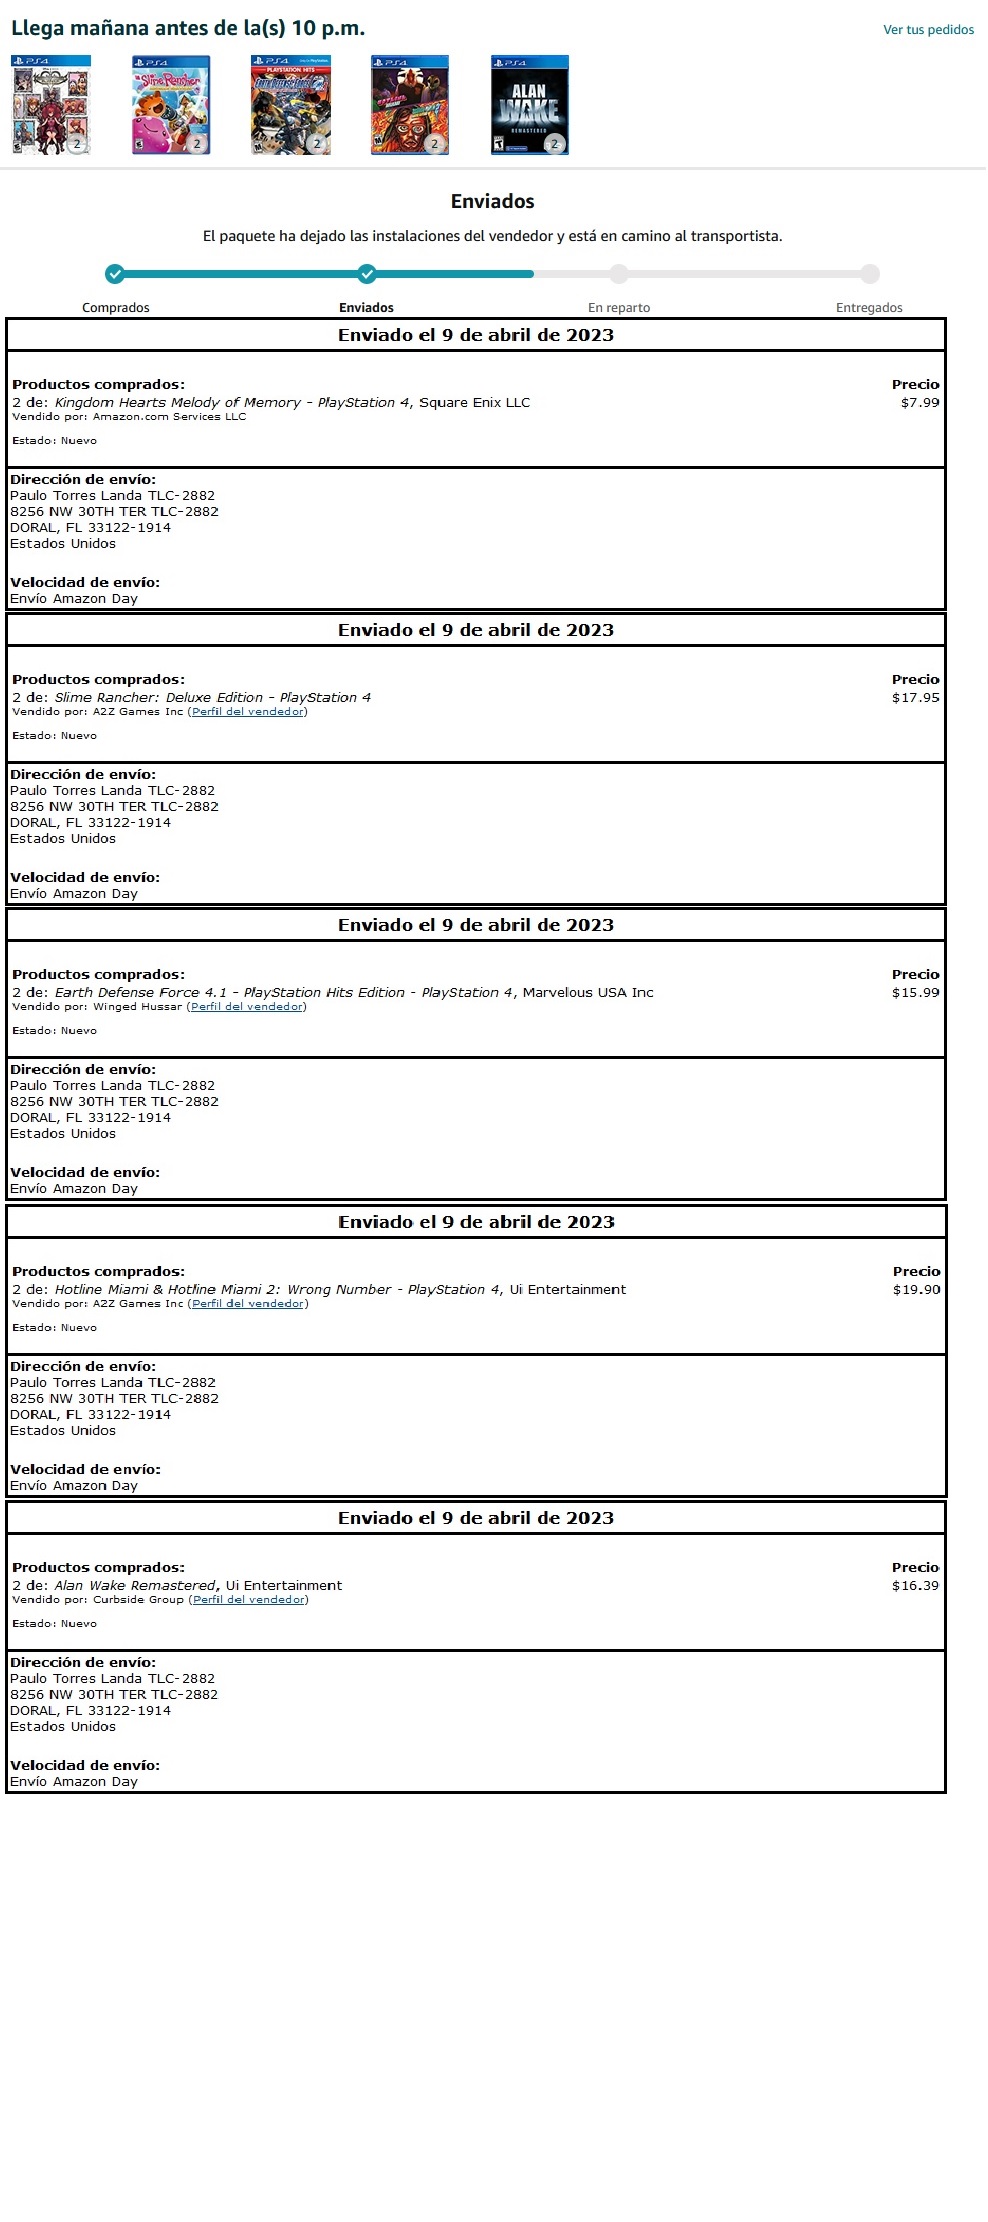 Llega mañana antes de la(s) 10 p.m.
Ver tus pedidos
PS4
2
PS4
Slime Rancher
2
PS4
PLAYSTATION HITS
2
PS4
2
PS4
ALAN
WAKE
REMASTERED
2
Enviados
El paquete ha dejado las instalaciones del vendedor y está en camino al transportista.
Comprados
Enviados
En reparto
Entregados
Enviado el 9 de abril de 2023
Productos comprados:
Precio
2 de: Kingdom Hearts Melody of Memory - PlayStation 4, Square Enix LLC
$7.99
Vendido por: Amazon.com Services LLC
Estado: Nuevo
Dirección de envío:
Paulo Torres Landa TLC-2882
8256 NW 30TH TER TLC-2882
DORAL, FL 33122-1914
Estados Unidos
Velocidad de envío:
Envío Amazon Day
Enviado el 9 de abril de 2023
Productos comprados:
Precio
2 de: Slime Rancher: Deluxe Edition - PlayStation 4
$17.95
Vendido por: A2Z Games Inc (Perfil del vendedor)
Estado: Nuevo
Dirección de envío:
Paulo Torres Landa TLC-2882
8256 NW 30TH TER TLC-2882
DORAL, FL 33122-1914
Estados Unidos
Velocidad de envío:
Envío Amazon Day
Enviado el 9 de abril de 2023
Productos comprados:
Precio
2 de: Earth Defense Force 4.1 - PlayStation Hits Edition - PlayStation 4, Marvelous USA Inc
$15.99
Vendido por: Winged Hussar (Perfil del vendedor)
Estado: Nuevo
Dirección de envío:
Paulo Torres Landa TLC-2882
8256 NW 30TH TER TLC-2882
DORAL, FL 33122-1914
Estados Unidos
Velocidad de envío:
Envío Amazon Day
Enviado el 9 de abril de 2023
Productos comprados:
Precio
2 de: Hotline Miami & Hotline Miami 2: Wrong Number - PlayStation 4, Ui Entertainment
$19.90
Vendido por: A2Z Games Inc (Perfil del vendedor)
Estado: Nuevo
Dirección de envío:
Paulo Torres Landa TLC-2882
8256 NW 30TH TER TLC-2882
DORAL, FL 33122-1914
Estados Unidos
Velocidad de envío:
Envío Amazon Day
Enviado el 9 de abril de 2023
Productos comprados:
Precio
2 de: Alan Wake Remastered, Ui Entertainment
$16.39
Vendido por: Curbside Group (Perfil del vendedor)
Estado: Nuevo
Dirección de envío:
Paulo Torres Landa TLC-2882
8256 NW 30TH TER TLC-2882
DORAL, FL 33122-1914
Estados Unidos
Velocidad de envío:
Envío Amazon Day